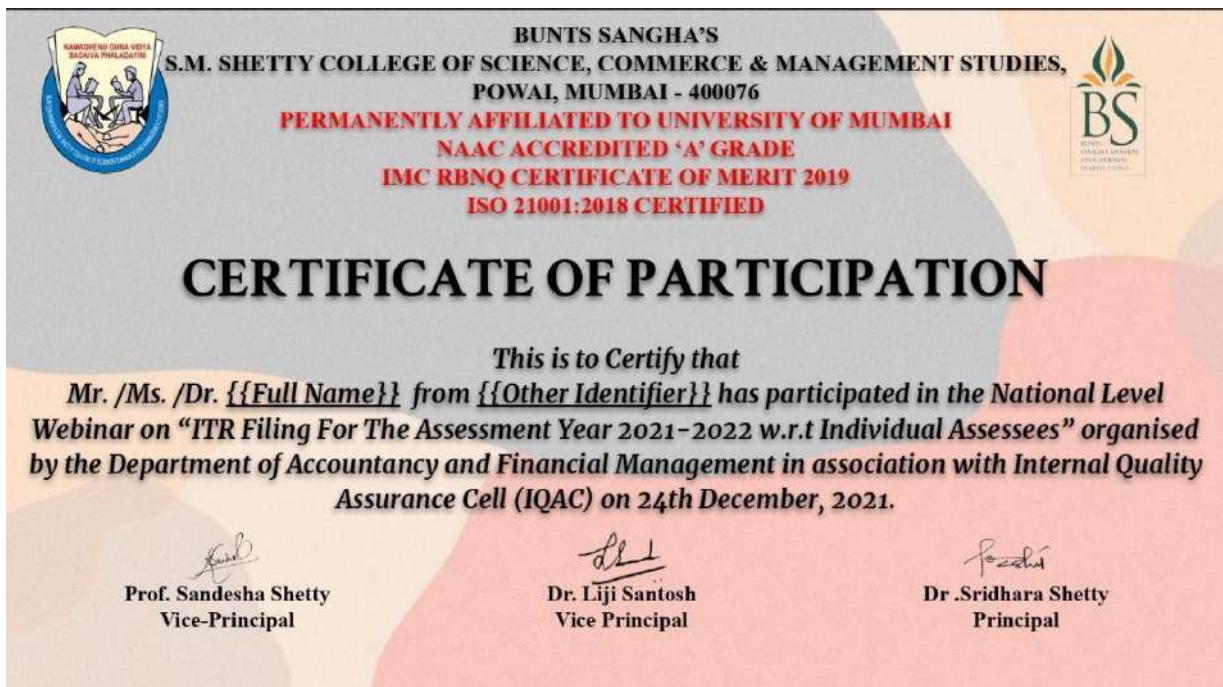 BUNTS SANGHA'S
S.M. SHETTY COLLEGE OF SCIENCE, COMMERCE & MANAGEMENT STUDIES,
POWAI, MUMBAI - 400076
PERMANENTLY AFFILIATED TO UNIVERSITY OF MUMBAI
NAAC ACCREDITED ‘A’ GRADE
IMC RBNQ CERTIFICATE OF MERIT 2019
ISO 21001:2018 CERTIFIED
KAMADHENU GUNA VIDYA
SADAIVA PHALADAYINI
BS
CERTIFICATE OF PARTICIPATION
This is to Certify that
Mr. /Ms. /Dr. {{Full Name}} from {{Other Identifier}} has participated in the National Level
Webinar on “ITR Filing For The Assessment Year 2021-2022 w.r.t Individual Assessees” organised
by the Department of Accountancy and Financial Management in association with Internal Quality
Assurance Cell (IQAC) on 24th December, 2021.
Prof. Sandesha Shetty
Vice-Principal
Dr. Liji Santosh
Vice Principal
Dr .Sridhara Shetty
Principal